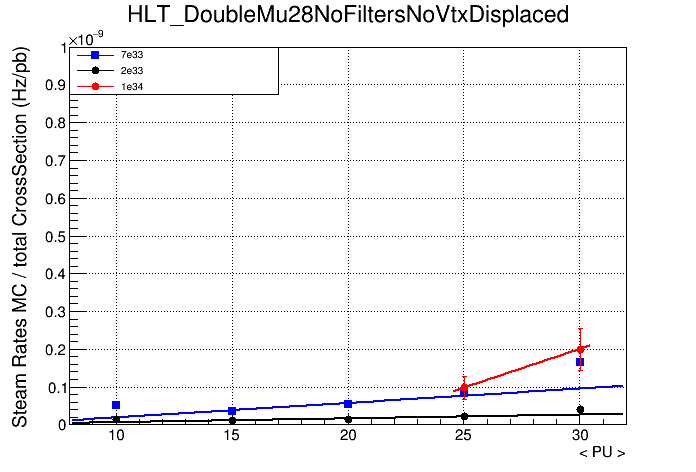 HLT_DoubleMu28NoFiltersNoVtxDisplaced
×10⁻⁹
Steam Rates MC / total CrossSection (Hz/pb)
7e33
2e33
1e34
1
0.9
0.8
0.7
0.6
0.5
0.4
0.3
0.2
0.1
0
10
15
20
25
30
< PU >